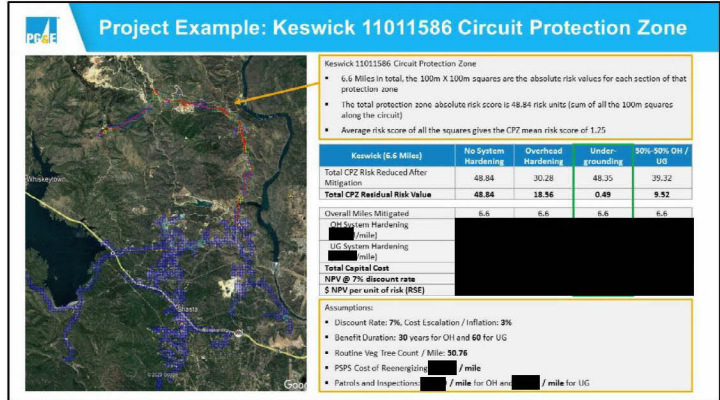 PG&E
Project Example: Keswick 11011586 Circuit Protection Zone
Keswick 11011586 Circuit Protection Zone
▪ 6.6 Miles in total, the 100m X 100m squares are the absolute risk values for each section of that
protection zone
▪ The total protection zone absolute risk score is 48.84 risk units (sum of all the 100m squares
along the circuit)
▪ Average risk score of all the squares gives the CPZ mean risk score of 1.25
Keswick (6.6 Miles) No System Hardening Overhead Hardening Under-grounding 50%-50% OH / UG
Total CPZ Risk Reduced After Mitigation 48.84 30.28 48.35 39.32
Total CPZ Residual Risk Value 48.84 18.56 0.49 9.52
Overall Miles Mitigated 6.6 6.6 6.6 6.6
OH System Hardening
/mile)
UG System Hardening
/mile)
Total Capital Cost
NPV @ 7% discount rate
$ NPV per unit of risk (RSE)
Assumptions:
▪ Discount Rate: 7%, Cost Escalation / Inflation: 3%
▪ Benefit Duration: 30 years for OH and 60 for UG
▪ Routine Veg Tree Count / Mile: 50.76
▪ PSPS Cost of Reenergizing / mile
▪ Patrols and Inspections: / mile for OH and / mile for UG
Whiskeytown
Shasta
Goo